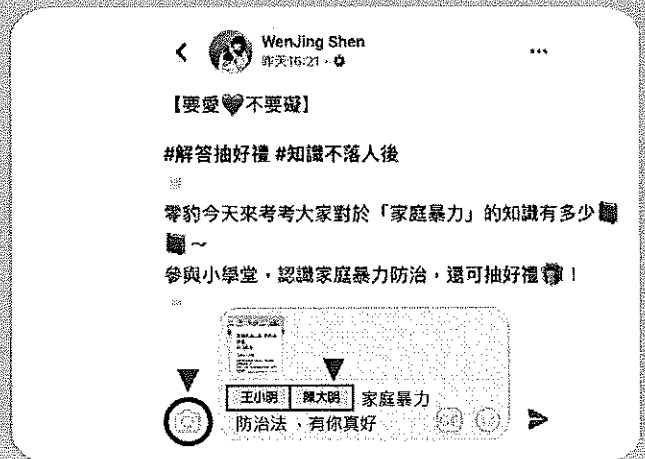 WenJing Shen
昨天16:21
【要愛🖤不要礙】
#解答抽好禮 #知識不落人後
零豹今天來考考大家對於「家庭暴力」的知識有多少
～
參與小學堂，認識家庭暴力防治，還可抽好禮！
王小明 陳大明 家庭暴力
防治法、有你真好
GIF